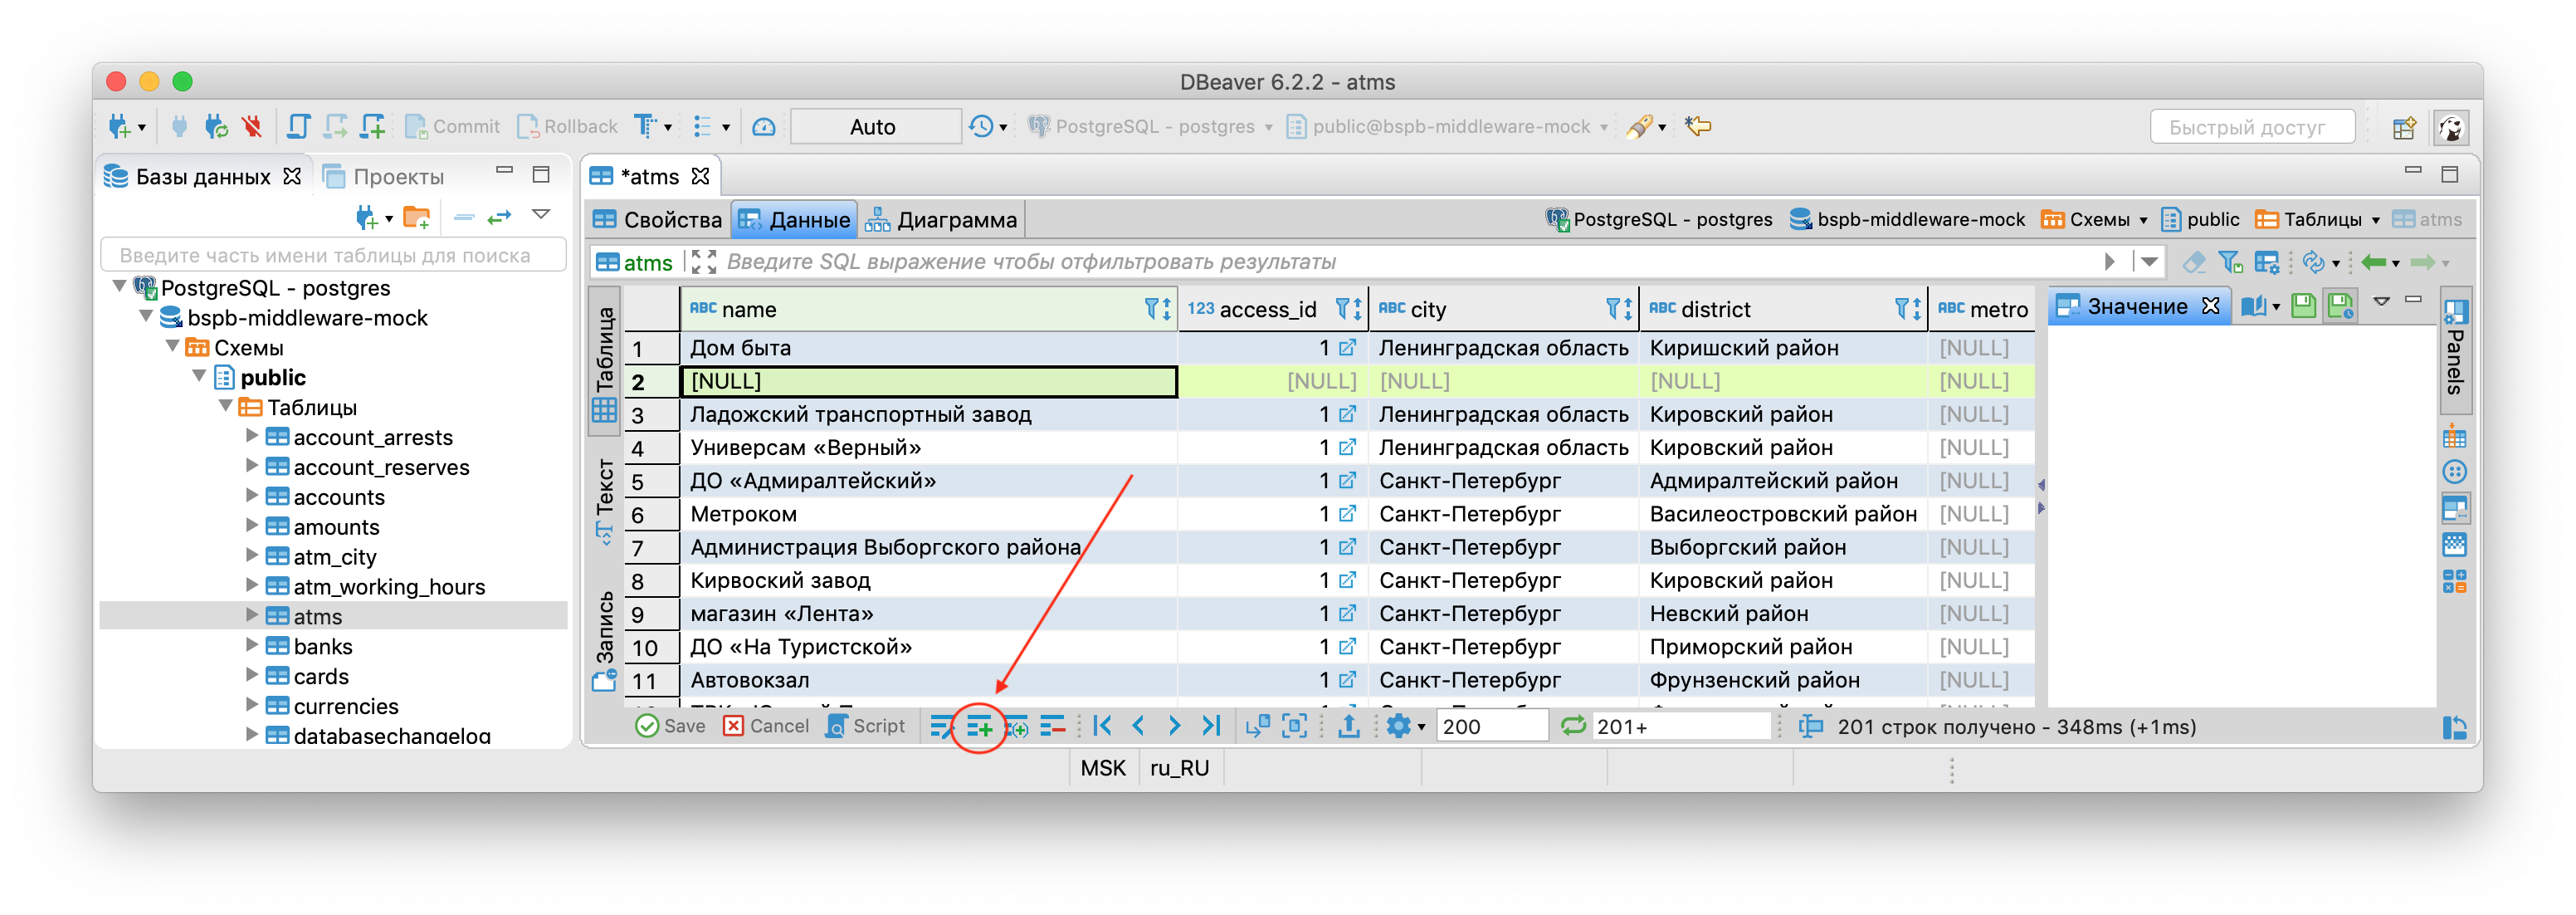 DBeaver 6.2.2 - atms
Commit
Rollback
Auto
PostgreSQL - postgres
public@bspb-middleware-mock
Быстрый доступ
Базы данных
Проекты
Введите часть имени таблицы для поиска
PostgreSQL - postgres
bspb-middleware-mock
Схемы
public
Таблицы
account_arrests
account_reserves
accounts
amounts
atm_city
atm_working_hours
atms
banks
cards
currencies
databasechangelog
*atms
Свойства Данные Диаграмма
PostgreSQL - postgres bspb-middleware-mock Схемы public Таблицы atms
atms Введите SQL выражение чтобы отфильтровать результаты
Таблица
Текст
Запись
ABC name 123 access_id ABC city ABC district ABC metro
1 Дом быта 1 Ленинградская область Киришский район [NULL]
2 [NULL] [NULL] [NULL] [NULL] [NULL]
3 Ладожский транспортный завод 1 Ленинградская область Кировский район [NULL]
4 Универсам «Верный» 1 Ленинградская область Кировский район [NULL]
5 ДО «Адмиралтейский» 1 Санкт-Петербург Адмиралтейский район [NULL]
6 Метроком 1 Санкт-Петербург Василеостровский район [NULL]
7 Администрация Выборгского района 1 Санкт-Петербург Выборгский район [NULL]
8 Кирвоский завод 1 Санкт-Петербург Кировский район [NULL]
9 магазин «Лента» 1 Санкт-Петербург Невский район [NULL]
10 ДО «На Туристской» 1 Санкт-Петербург Приморский район [NULL]
11 Автовокзал 1 Санкт-Петербург Фрунзенский район [NULL]
Значение
Panels
Save Cancel Script 200 201+ 201 строк получено - 348ms (+1ms)
MSK ru_RU